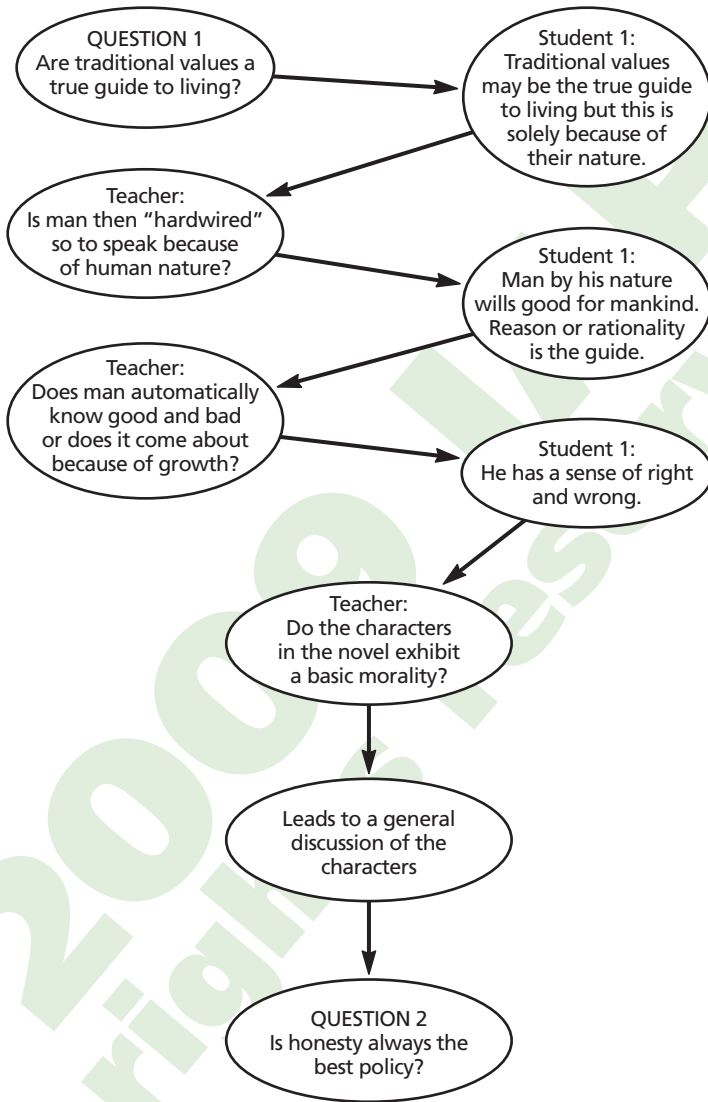 QUESTION 1
Are traditional values a
true guide to living?
Student 1:
Traditional values
may be the true guide
to living but this is
solely because of
their nature.
Teacher:
Is man then “hardwired”
so to speak because
of human nature?
Student 1:
Man by his nature
wills good for mankind.
Reason or rationality
is the guide.
Teacher:
Does man automatically
know good and bad
or does it come about
because of growth?
Student 1:
He has a sense of right
and wrong.
Teacher:
Do the characters
in the novel exhibit
a basic morality?
Leads to a general
discussion of the
characters
QUESTION 2
Is honesty always the
best policy?
2009
rights